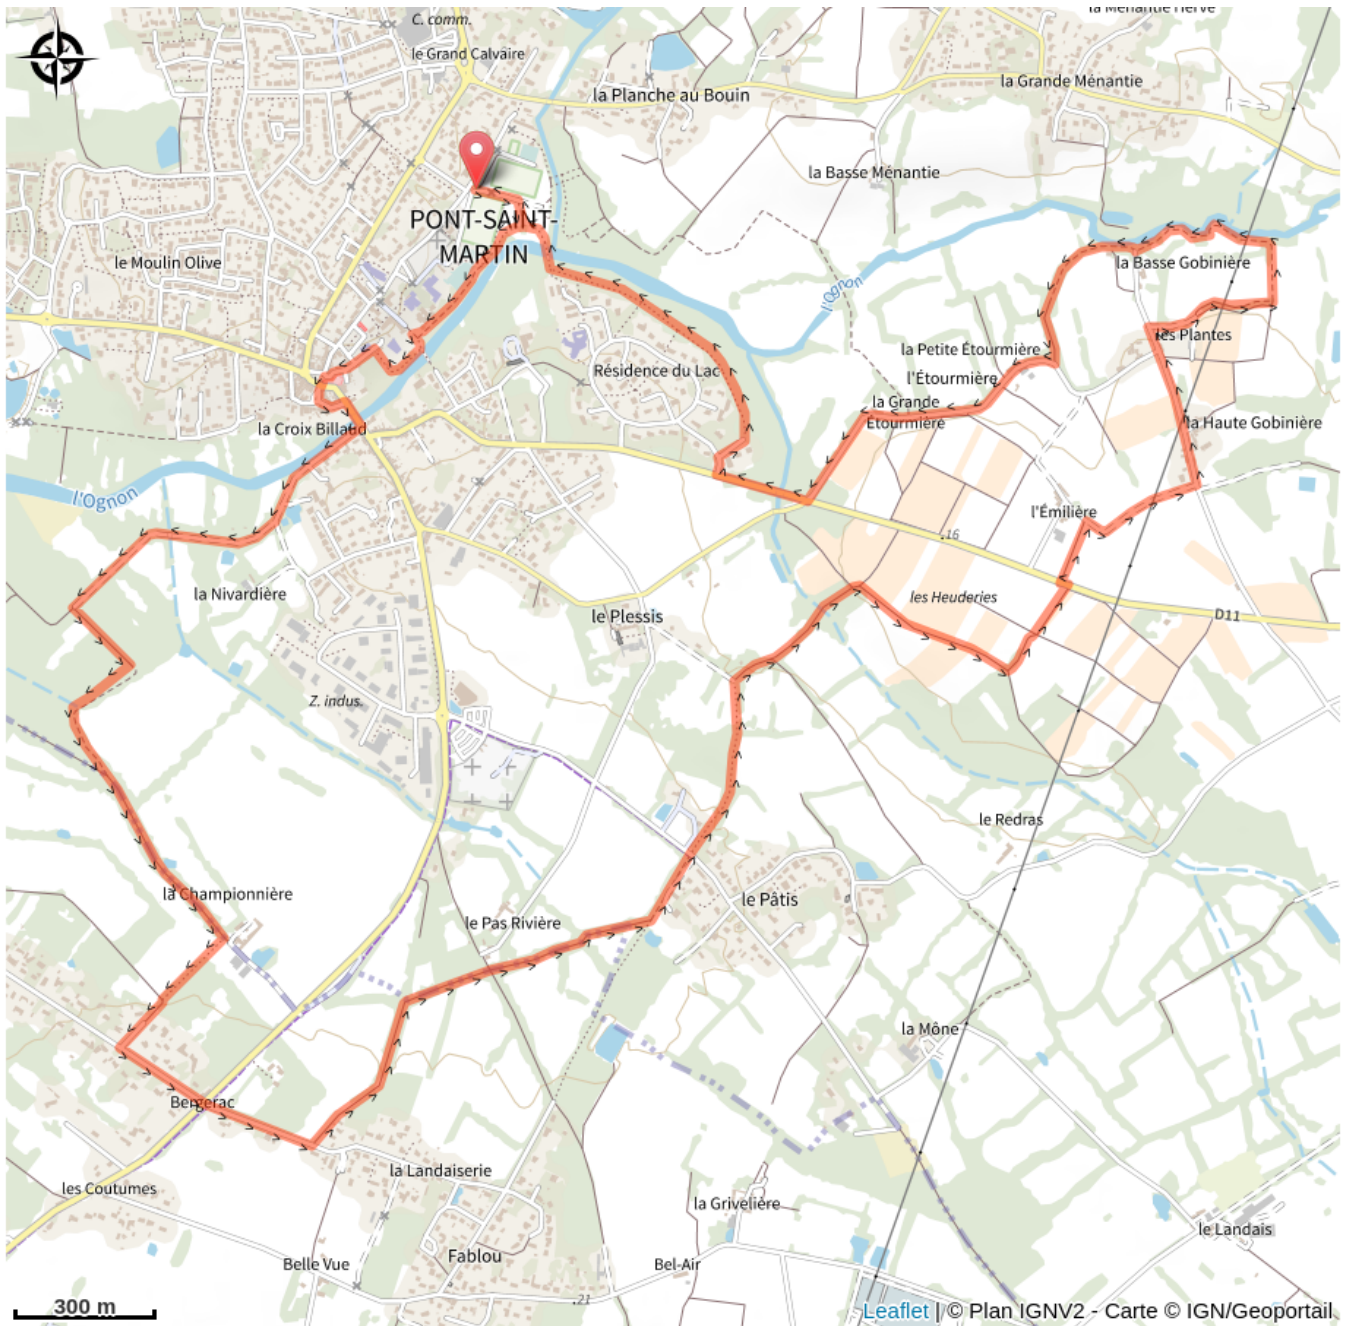 la Ménantie Hervé
C. comm.
le Grand Calvaire
la Grande Ménantie
la Planche au Bouin
la Basse Ménantie
PONT-SAINT-
MARTIN
le Moulin Olive
la Basse Gobinière
l'Ognon
les Plantes
la Petite Étourmière
Résidence du Lac
l'Étourmière
la Grande
Étourmière
la Haute Gobinière
la Croix Billaud
l'Ognon
l'Émilière
16
la Nivardière
les Heuderies
le Plessis
D11
Z. indus.
le Redras
la Championnière
le Pâtis
le Pas Rivière
la Mône
Bergerac
la Landaiserie
les Coutumes
la Grivelière
le Landais
Fablou
Belle Vue
Bel-Air
21
300 m
Leaflet | © Plan IGNV2 - Carte © IGN/Geoportail